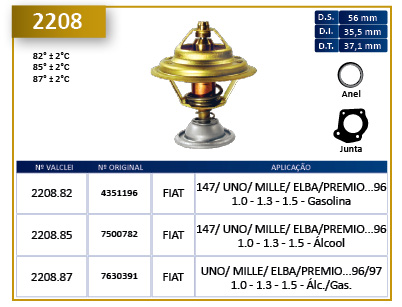 2208
82° ± 2°C
85° ± 2°C
87° ± 2°C
D.S. 56 mm
D.I. 35,5 mm
D.T. 37,1 mm
Anel
Junta
Nº VALCLEI Nº ORIGINAL APLICAÇÃO
2208.82 4351196 FIAT 147/ UNO/ MILLE/ ELBA/PREMIO...96
1.0 - 1.3 - 1.5 - Gasolina
2208.85 7500782 FIAT 147/ UNO/ MILLE/ ELBA/PREMIO...96
1.0 - 1.3 - 1.5 - Álcool
2208.87 7630391 FIAT UNO/ MILLE/ ELBA/PREMIO...96/97
1.0 - 1.3 - 1.5 - Álc./Gas.